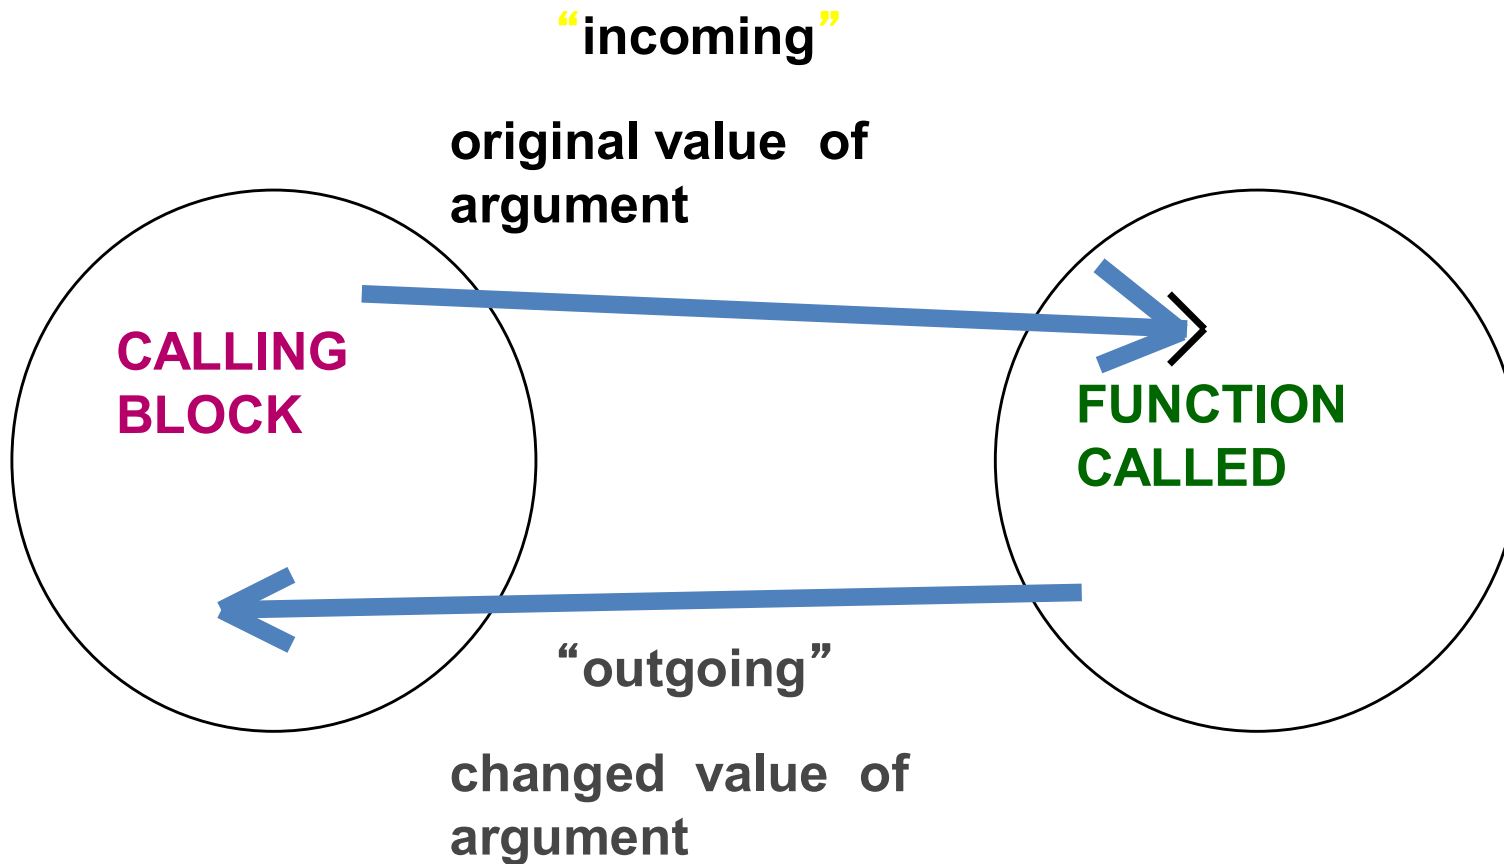 “incoming”
original value of
argument
CALLING
BLOCK
FUNCTION
CALLED
“outgoing”
changed value of
argument